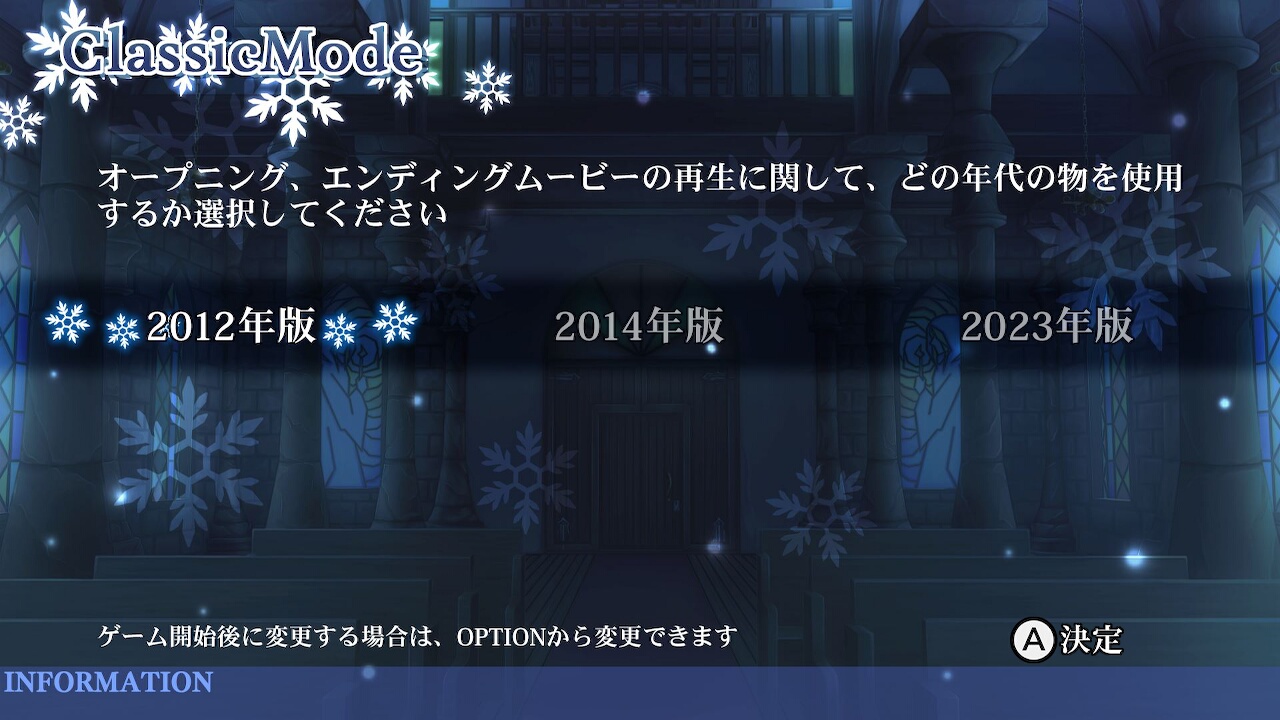 ClassicMode
オープニング、エンディングムービーの再生に関して、どの年代の物を使用
するか選択してください
2012年版
2014年版
2023年版
ゲーム開始後に変更する場合は、OPTIONから変更できます
A決定
INFORMATION